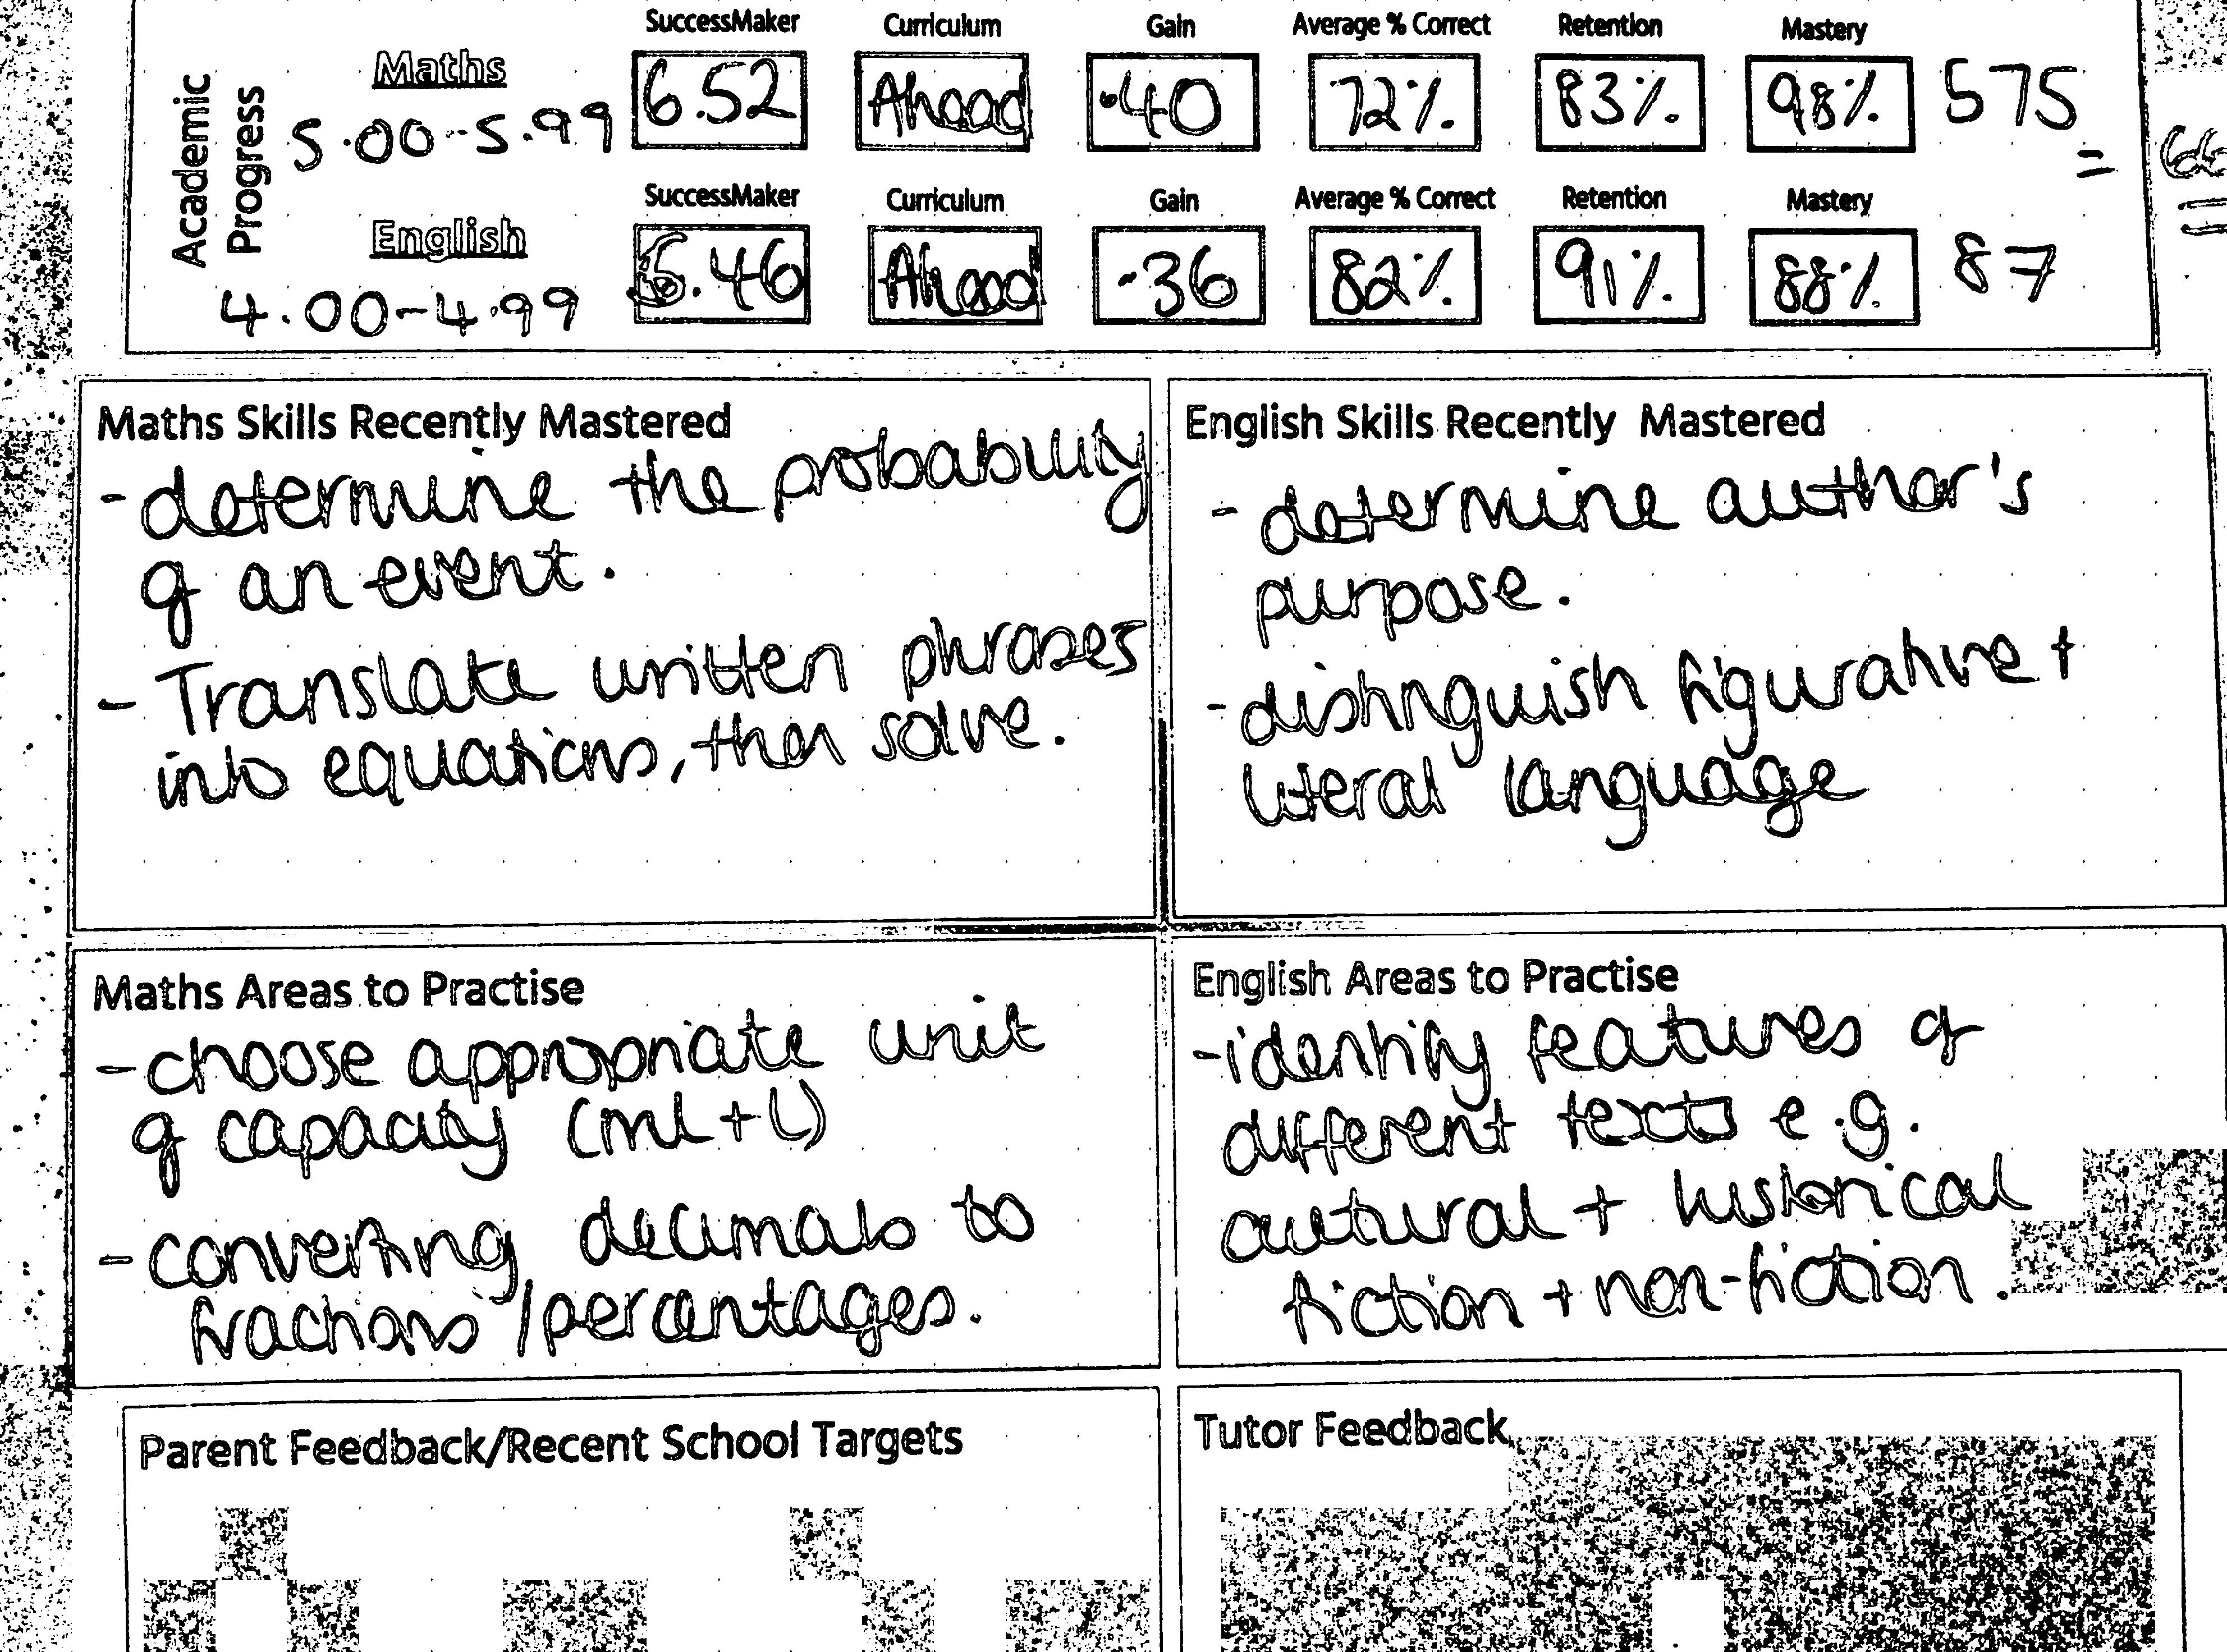 Academic Progress
SuccessMaker Curriculum Gain Average % Correct Retention Mastery
Maths 6.52 Ahead .40 72% 83% 98% 575
5.00-5.99
=
SuccessMaker Curriculum Gain Average % Correct Retention Mastery
English 5.46 Ahead .36 82% 91% 88% 87
4.00-4.99
Maths Skills Recently Mastered
- determine the probability
of an event.
- Translate written phrases
into equations, then solve.
English Skills Recently Mastered
- determine author's
purpose.
- distinguish figurative +
literal language
Maths Areas to Practise
- choose appropriate unit
of capacity (ml + L)
- converting decimals to
fractions / percentages.
English Areas to Practise
- identify features of
different texts e.g.
cultural + historical
fiction + non-fiction.
Parent Feedback/Recent School Targets
Tutor Feedback